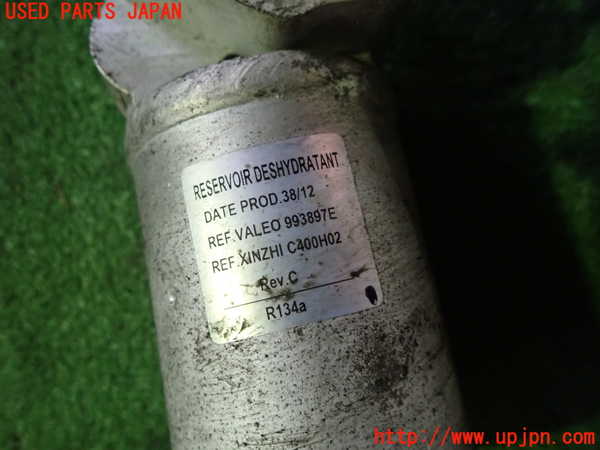 USED PARTS JAPAN
RESERVOIR DESHYDRATANT
DATE PROD.38/12
REF.VALEO 993897E
REF.XINZHI C400H02
Rev.C
R134a
http://www.upjpn.com/